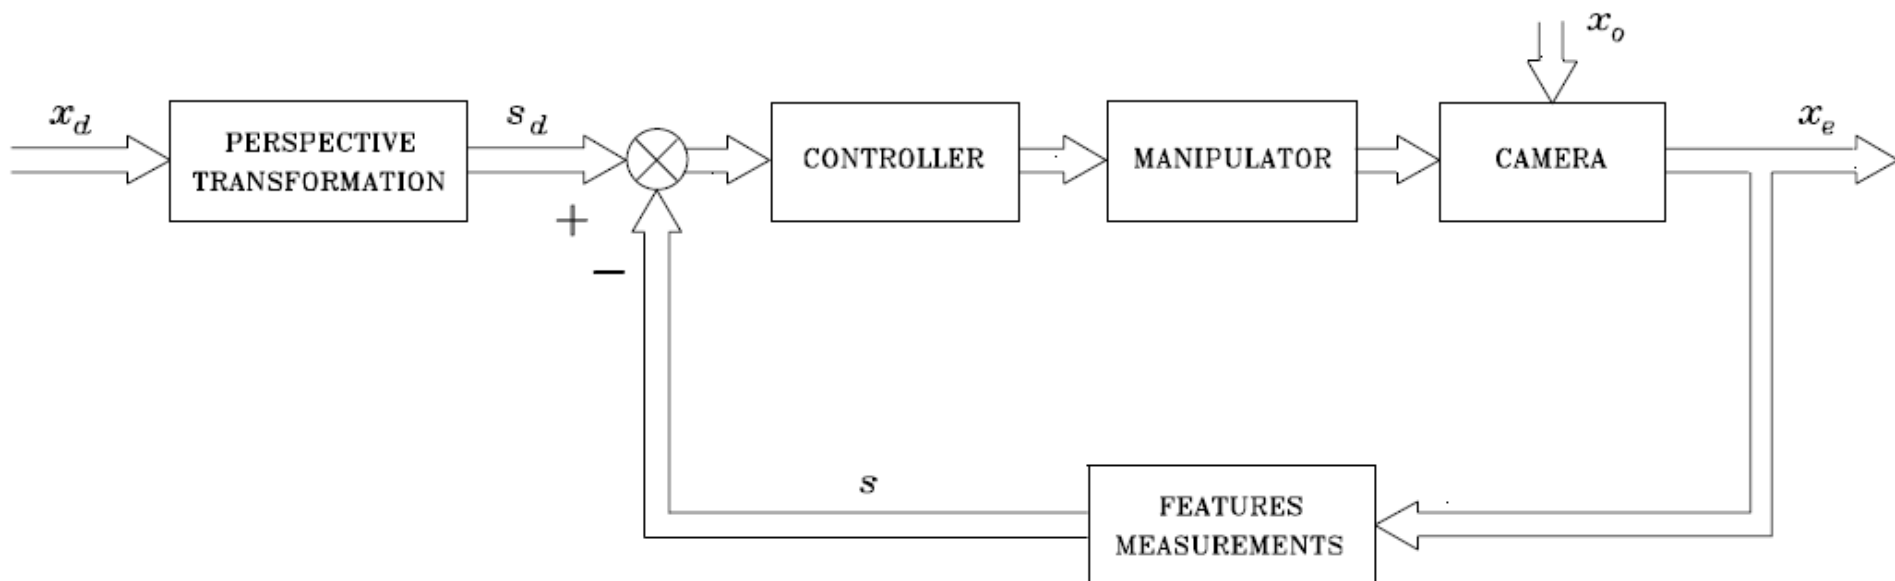 x_o
x_d
PERSPECTIVE
TRANSFORMATION
s_d
+
−
CONTROLLER
MANIPULATOR
CAMERA
x_e
s
FEATURES
MEASUREMENTS